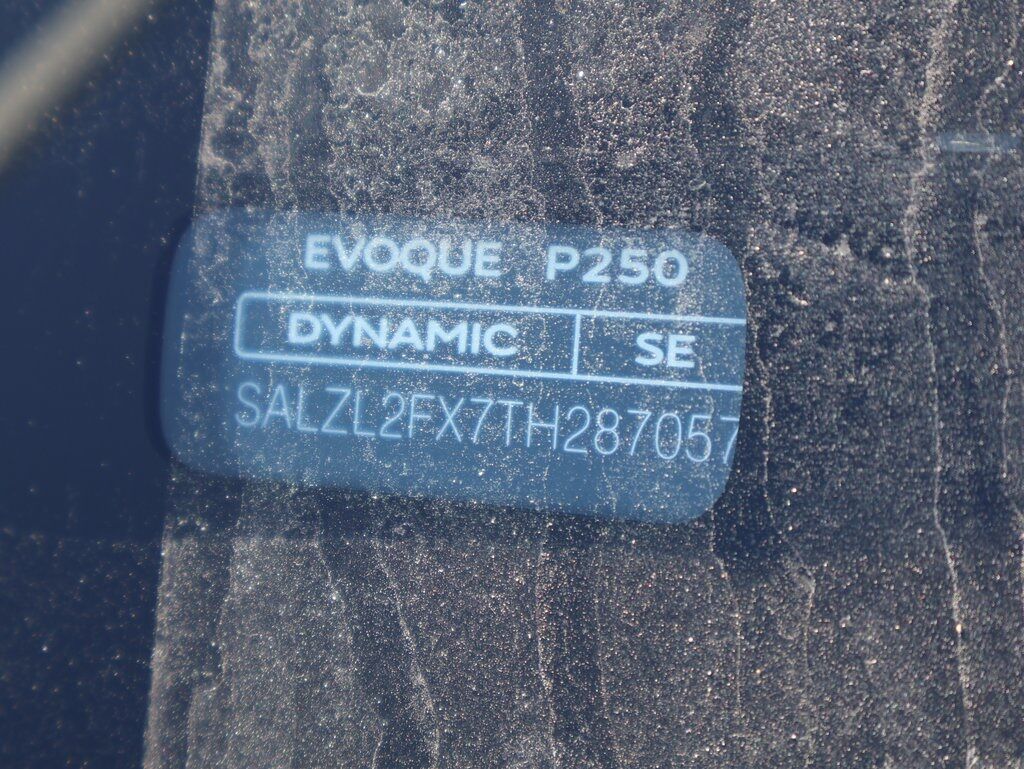 EVOQUE P250
DYNAMIC SE
SALZL2FX7TH287057